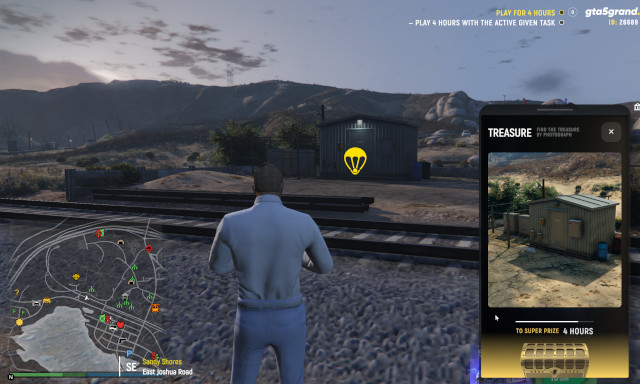 PLAY FOR 4 HOURS
– PLAY 4 HOURS WITH THE ACTIVE GIVEN TASK
gta5grand.
ID:
TREASURE
FIND THE TREASURE
BY PHOTOGRAPH
TO SUPER PRIZE 4 HOURS
?
SE
Sandy Shores
East Joshua Road
N